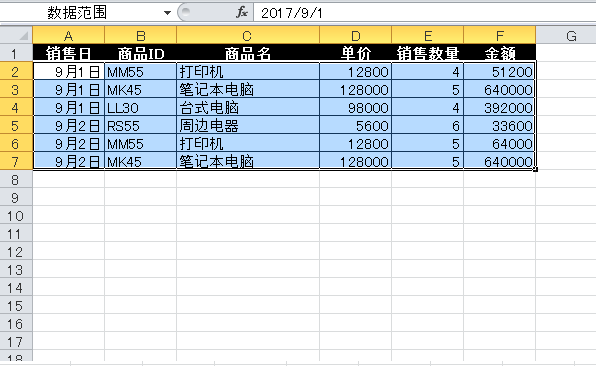 数据范围 fx 2017/9/1
A B C D E F G
1 销售日 商品ID 商品名 单价 销售数量 金额
2 9月1日 MM55 打印机 12800 4 51200
3 9月1日 MK45 笔记本电脑 128000 5 640000
4 9月1日 LL30 台式电脑 98000 4 392000
5 9月2日 RS55 周边电器 5600 6 33600
6 9月2日 MM55 打印机 12800 5 64000
7 9月2日 MK45 笔记本电脑 128000 5 640000
8
9
10
11
12
13
14
15
16
17
18